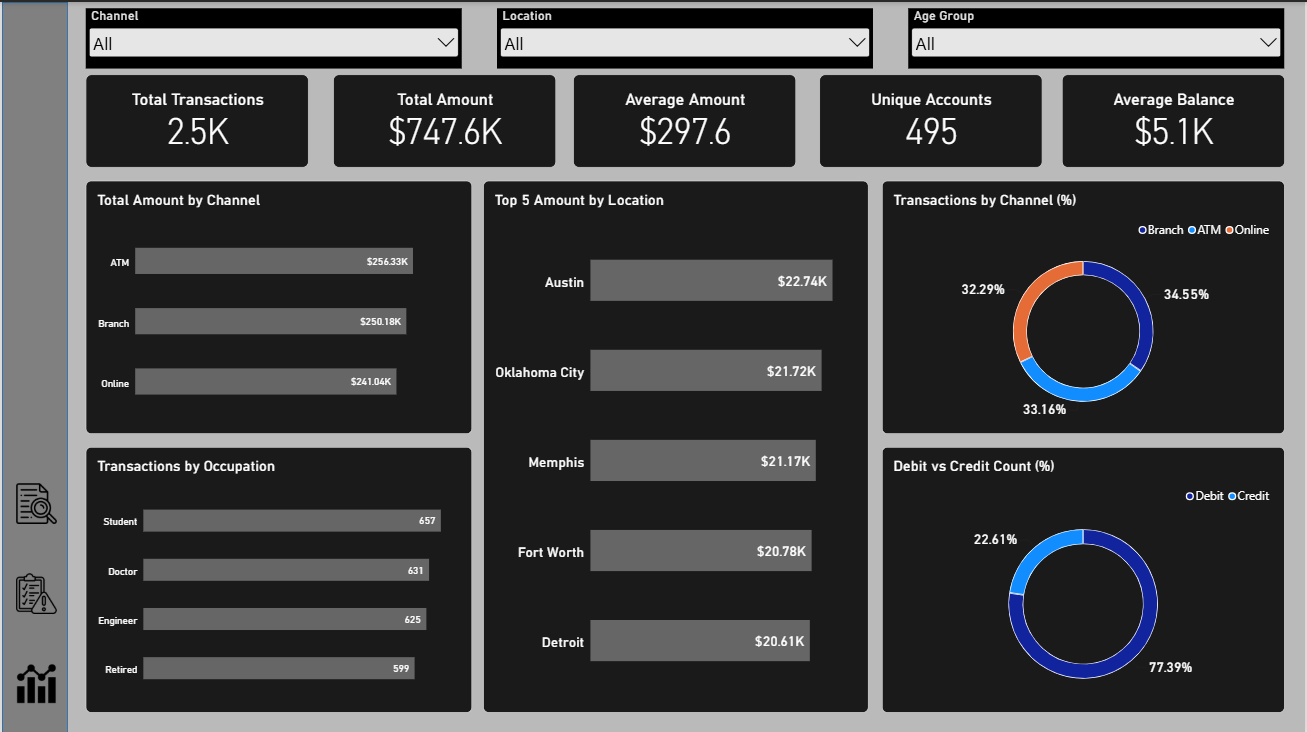 Channel
All
Location
All
Age Group
All
Total Transactions
2.5K
Total Amount
$747.6K
Average Amount
$297.6
Unique Accounts
495
Average Balance
$5.1K
Total Amount by Channel
ATM $256.33K
Branch $250.18K
Online $241.04K
Top 5 Amount by Location
Austin $22.74K
Oklahoma City $21.72K
Memphis $21.17K
Fort Worth $20.78K
Detroit $20.61K
Transactions by Channel (%)
Branch ATM Online
32.29%
34.55%
33.16%
Transactions by Occupation
Student 657
Doctor 631
Engineer 625
Retired 599
Debit vs Credit Count (%)
Debit Credit
22.61%
77.39%